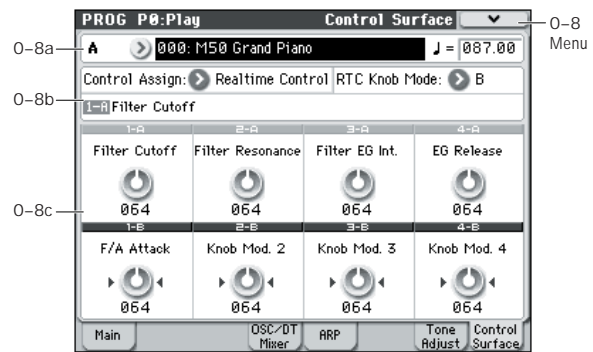 PROG P0:Play Control Surface
0-8
Menu
0-8a
A 000: M50 Grand Piano ♩= 087.00
Control Assign: Realtime Control RTC Knob Mode: B
0-8b
1-A Filter Cutoff
1-A 2-A 3-A 4-A
Filter Cutoff Filter Resonance Filter EG Int. EG Release
064 064 064 064
0-8c
1-B 2-B 3-B 4-B
F/A Attack Knob Mod. 2 Knob Mod. 3 Knob Mod. 4
064 064 064 064
Main OSC/DT Mixer ARP Tone Adjust Control Surface